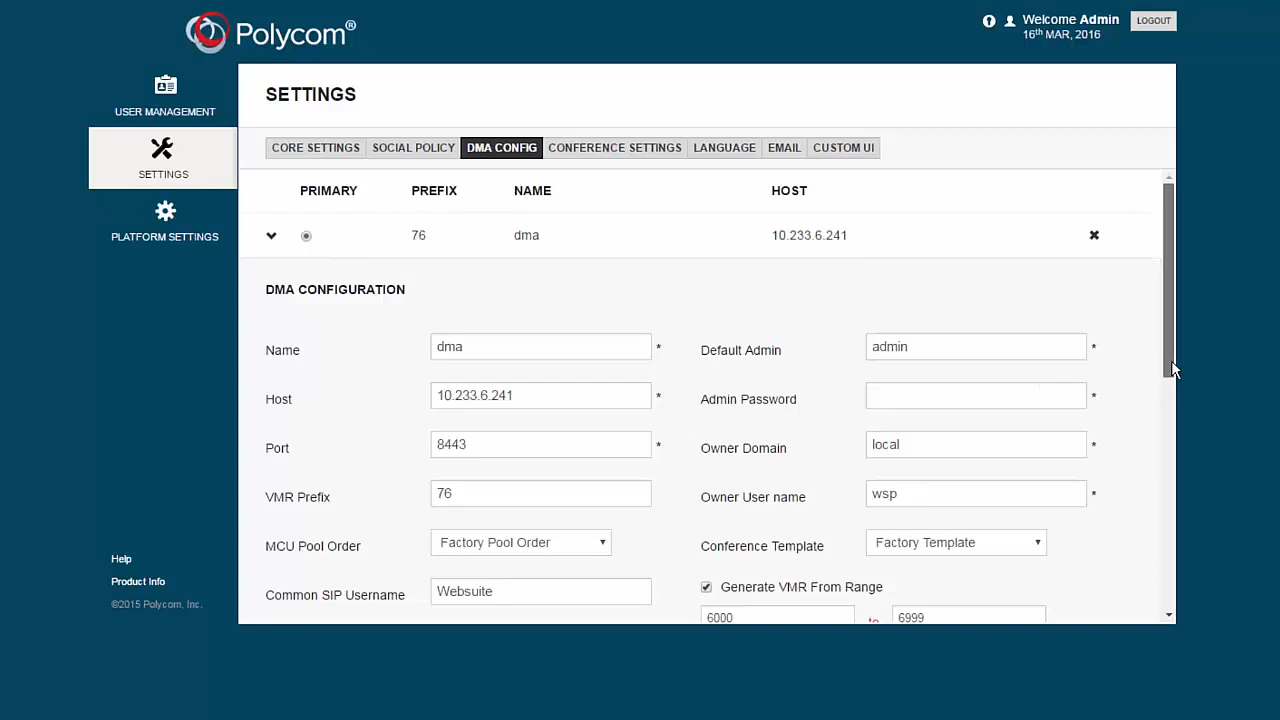 Polycom®
Welcome Admin
16th MAR, 2016
LOGOUT
USER MANAGEMENT
SETTINGS
PLATFORM SETTINGS
Help
Product Info
©2015 Polycom, Inc.
SETTINGS
CORE SETTINGS SOCIAL POLICY DMA CONFIG CONFERENCE SETTINGS LANGUAGE EMAIL CUSTOM UI
PRIMARY PREFIX NAME HOST
76 dma 10.233.6.241
DMA CONFIGURATION
Name dma * Default Admin admin *
Host 10.233.6.241 * Admin Password *
Port 8443 * Owner Domain local *
VMR Prefix 76 Owner User name wsp *
MCU Pool Order Factory Pool Order Conference Template Factory Template
Common SIP Username Websuite Generate VMR From Range
6000 to 6999